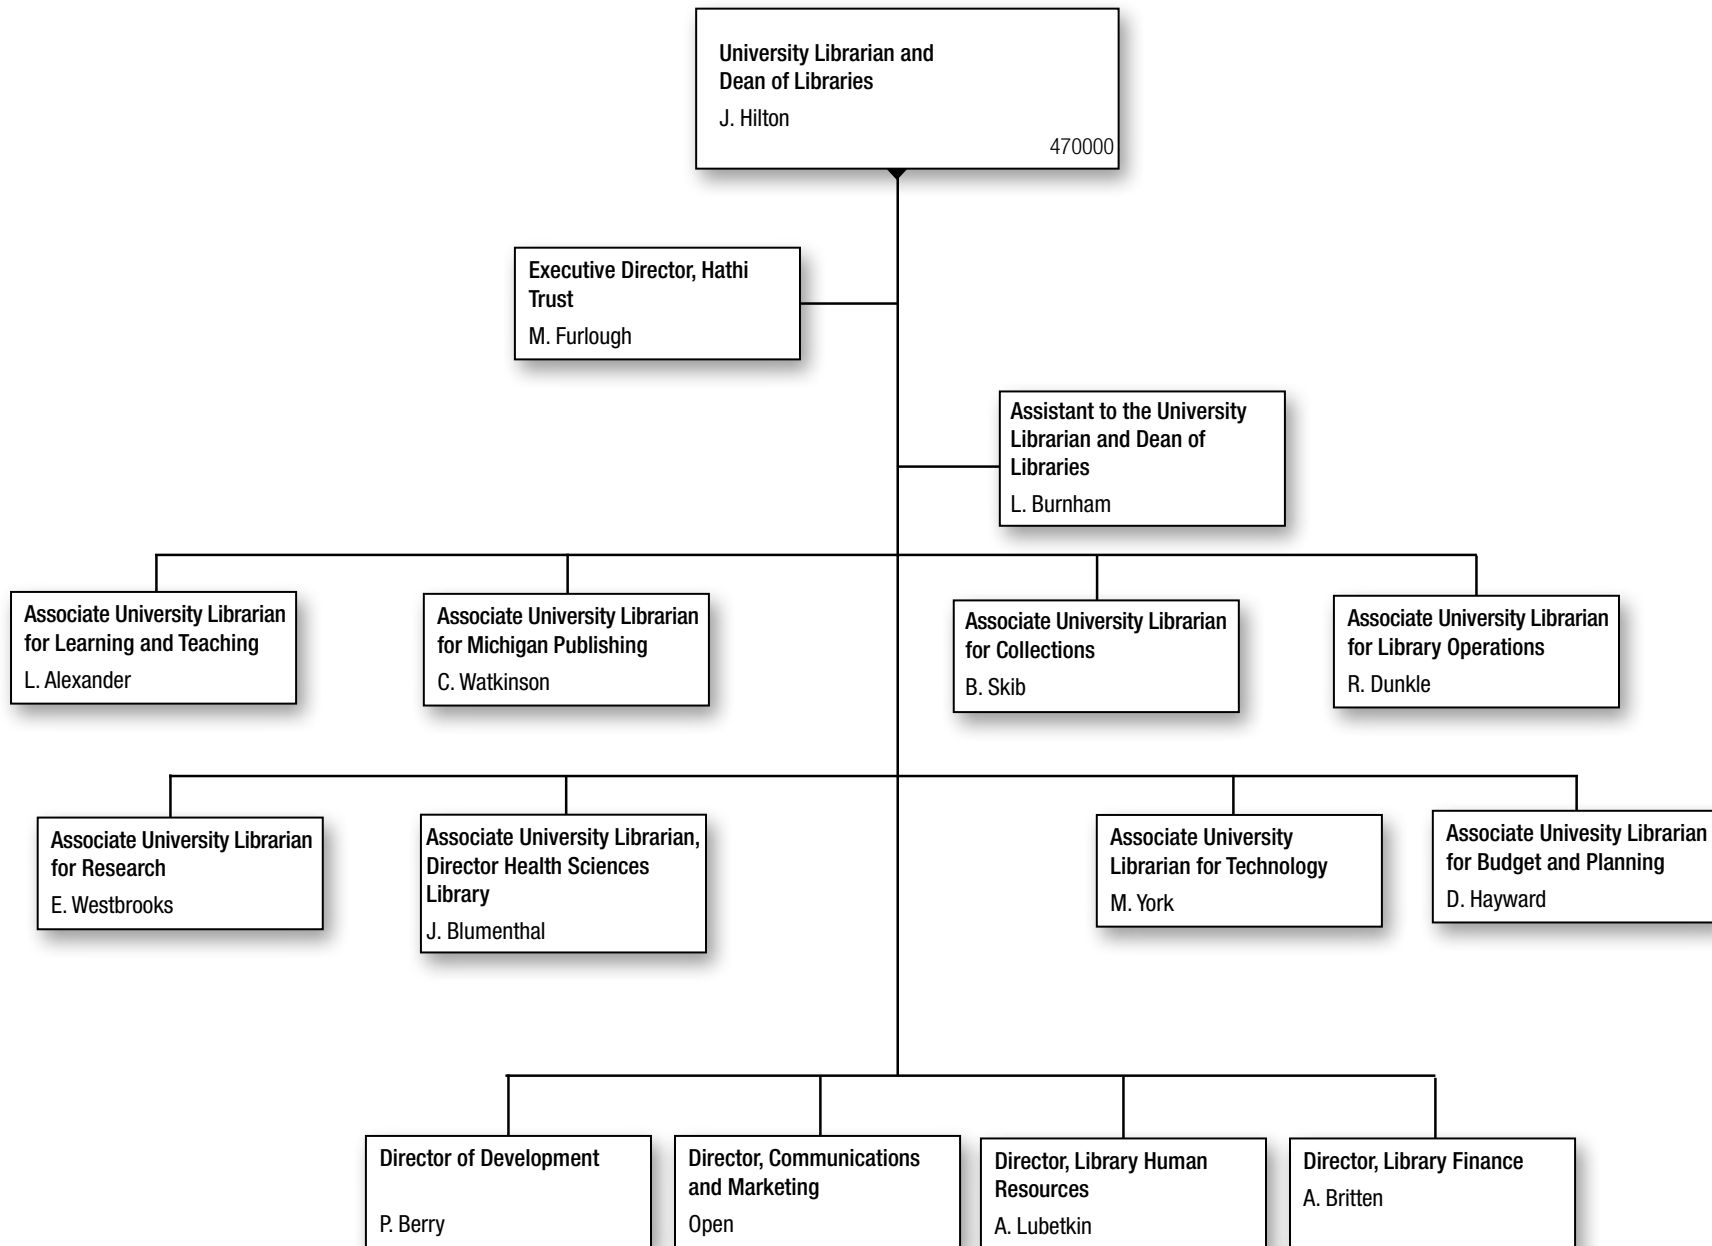 University Librarian and
Dean of Libraries
J. Hilton
470000
Executive Director, Hathi
Trust
M. Furlough
Assistant to the University
Librarian and Dean of
Libraries
L. Burnham
Associate University Librarian
for Learning and Teaching
L. Alexander
Associate University Librarian
for Michigan Publishing
C. Watkinson
Associate University Librarian
for Collections
B. Skib
Associate University Librarian
for Library Operations
R. Dunkle
Associate University Librarian
for Research
E. Westbrooks
Associate University Librarian,
Director Health Sciences
Library
J. Blumenthal
Associate University
Librarian for Technology
M. York
Associate Univesity Librarian
for Budget and Planning
D. Hayward
Director of Development
P. Berry
Director, Communications
and Marketing
Open
Director, Library Human
Resources
A. Lubetkin
Director, Library Finance
A. Britten